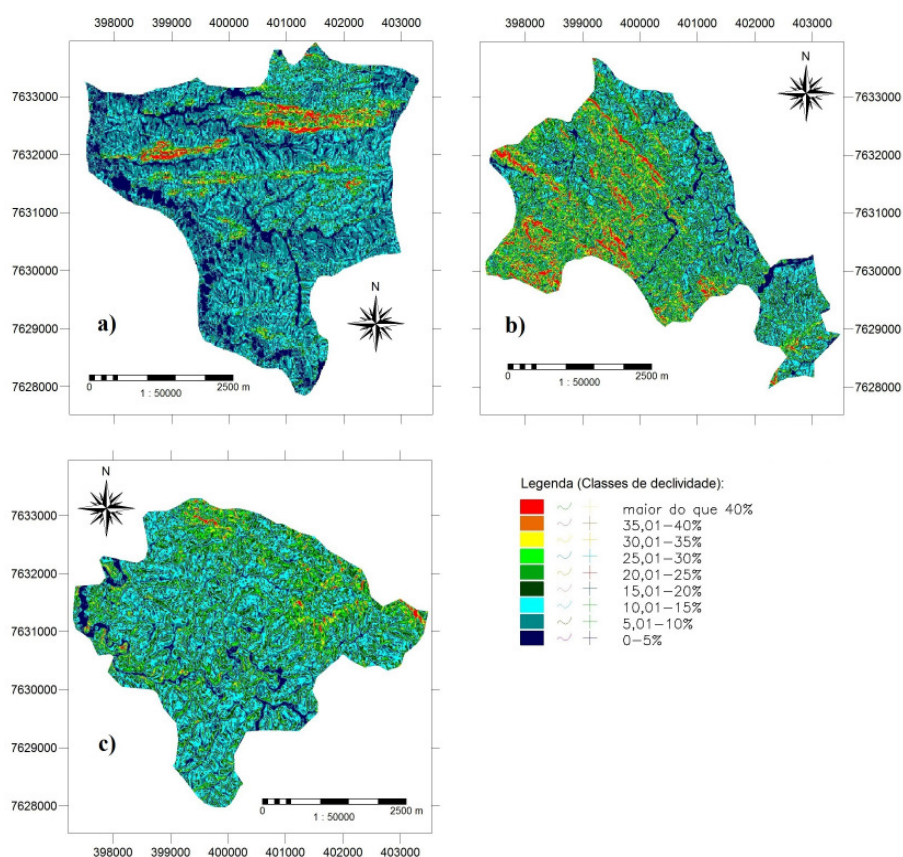 398000 399000 400000 401000 402000 403000
398000 399000 400000 401000 402000 403000
7633000
7632000
7631000
7630000
7629000
7628000
N
a)
0 2500 m
1 : 50000
7633000
7632000
7631000
7630000
7629000
7628000
N
b)
0 2500 m
1 : 50000
N
7633000
7632000
7631000
7630000
7629000
7628000
c)
0 2500 m
1 : 50000
398000 399000 400000 401000 402000 403000
Legenda (Classes de declividade):
maior do que 40%
35,01-40%
30,01-35%
25,01-30%
20,01-25%
15,01-20%
10,01-15%
5,01-10%
0-5%